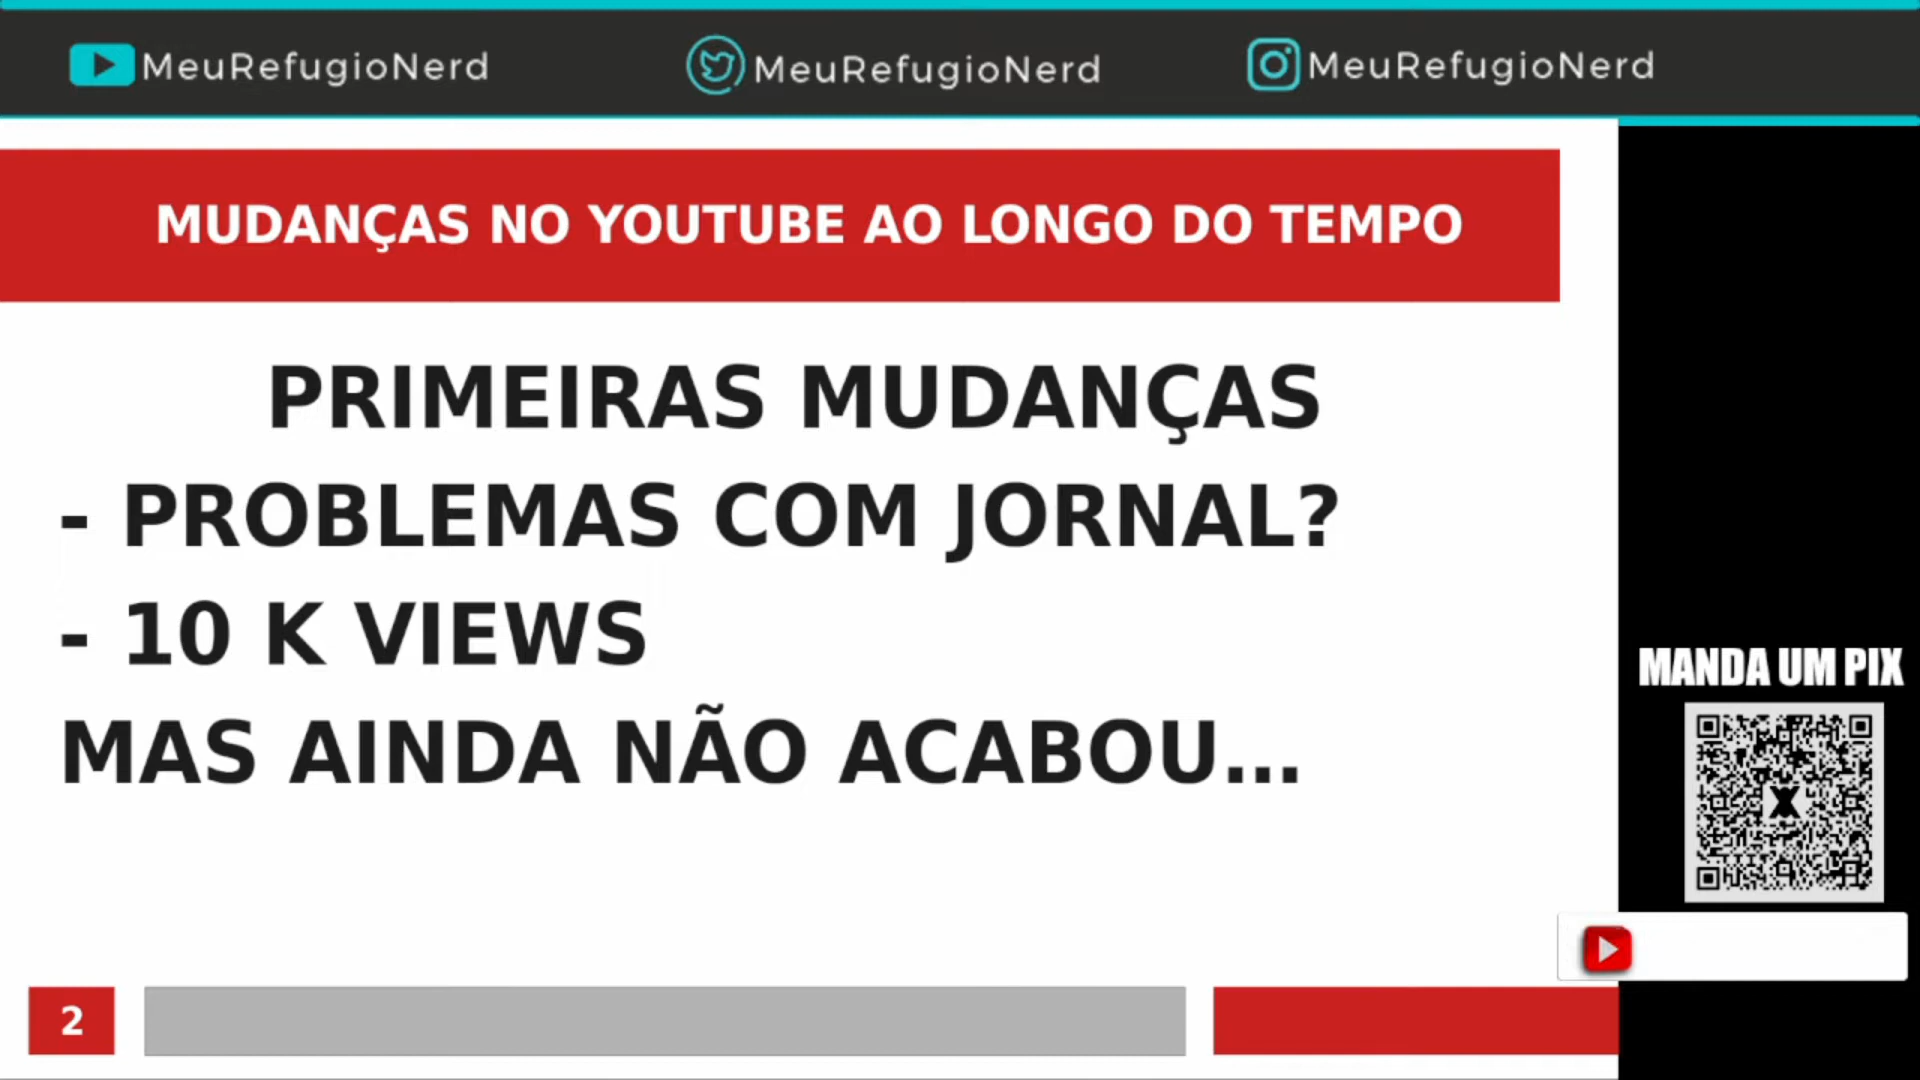 MeuRefugioNerd
MeuRefugioNerd
MeuRefugioNerd
MUDANÇAS NO YOUTUBE AO LONGO DO TEMPO
PRIMEIRAS MUDANÇAS
- PROBLEMAS COM JORNAL?
- 10 K VIEWS
MAS AINDA NÃO ACABOU...
MANDA UM PIX
2